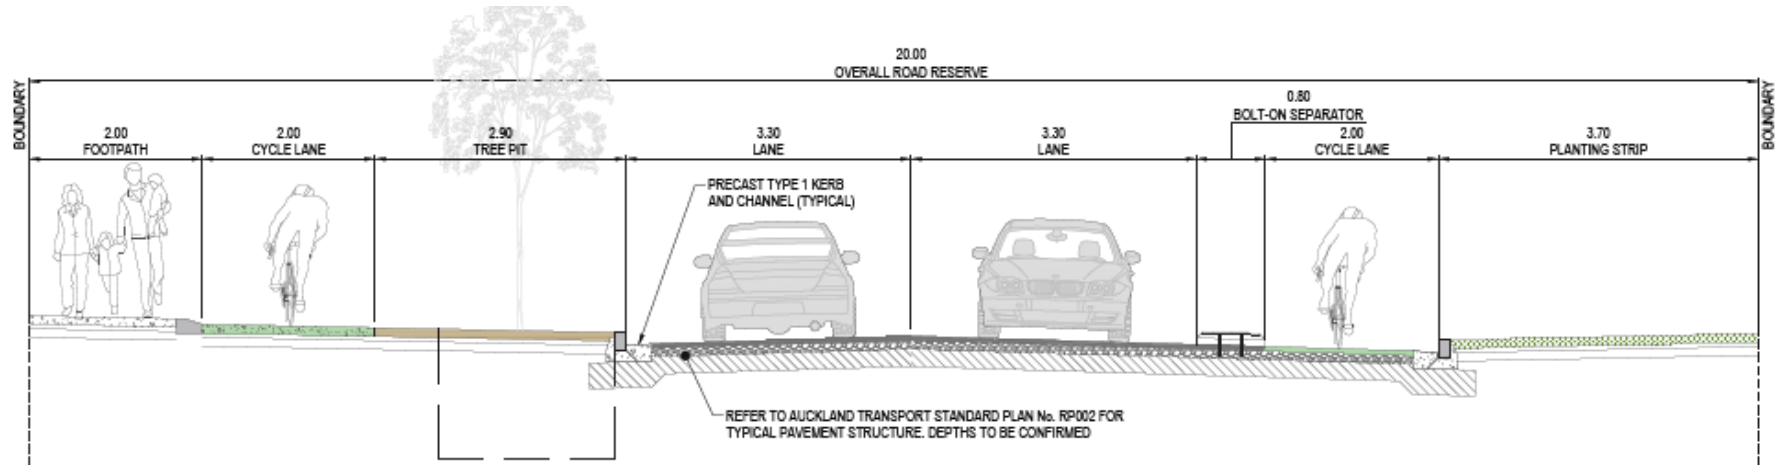 20.00
OVERALL ROAD RESERVE
BOUNDARY
BOUNDARY
0.80
BOLT-ON SEPARATOR
2.00
FOOTPATH
2.00
CYCLE LANE
2.90
TREE PIT
3.30
LANE
3.30
LANE
2.00
CYCLE LANE
3.70
PLANTING STRIP
PRECAST TYPE 1 KERB
AND CHANNEL (TYPICAL)
REFER TO AUCKLAND TRANSPORT STANDARD PLAN No. RP002 FOR
TYPICAL PAVEMENT STRUCTURE. DEPTHS TO BE CONFIRMED